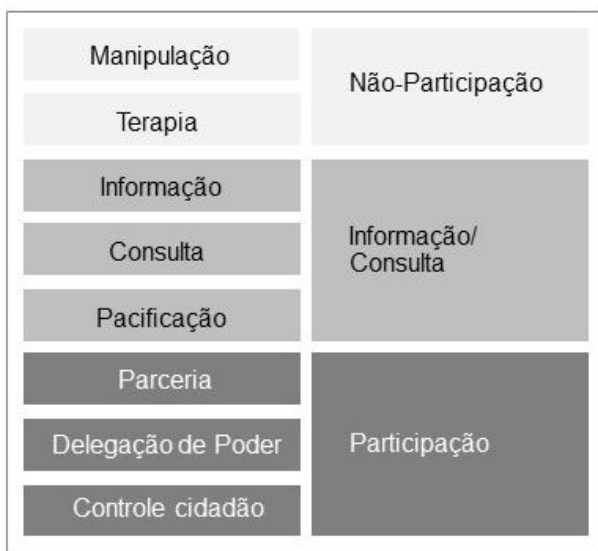 Manipulação
Terapia
Não-Participação
Informação
Consulta
Pacificação
Informação/
Consulta
Parceria
Delegação de Poder
Controle cidadão
Participação